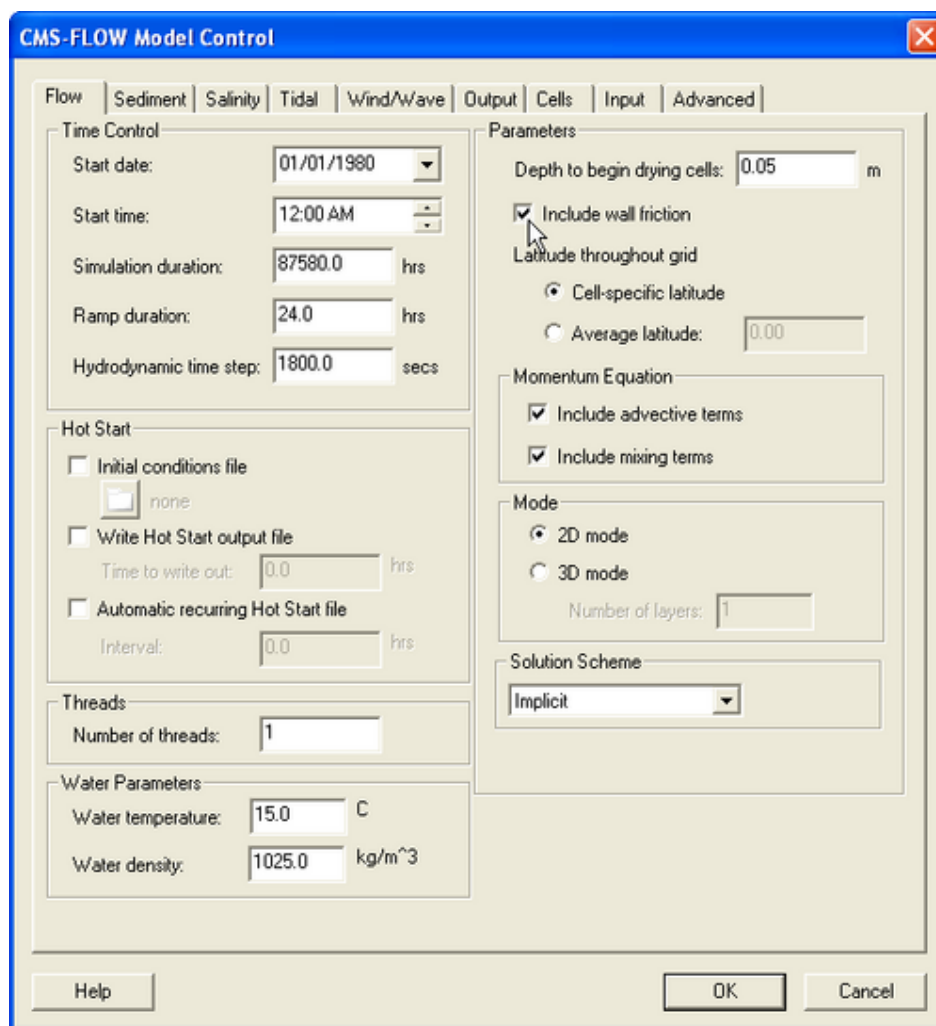 CMS-FLOW Model Control
Flow Sediment Salinity Tidal Wind/Wave Output Cells Input Advanced
Time Control
Start date: 01/01/1980
Start time: 12:00 AM
Simulation duration: 87580.0 hrs
Ramp duration: 24.0 hrs
Hydrodynamic time step: 1800.0 secs
Hot Start
Initial conditions file
none
Write Hot Start output file
Time to write out: 0.0 hrs
Automatic recurring Hot Start file
Interval: 0.0 hrs
Threads
Number of threads: 1
Water Parameters
Water temperature: 15.0 C
Water density: 1025.0 kg/m^3
Parameters
Depth to begin drying cells: 0.05 m
Include wall friction
Latitude throughout grid
Cell-specific latitude
Average latitude: 0.00
Momentum Equation
Include advective terms
Include mixing terms
Mode
2D mode
3D mode
Number of layers: 1
Solution Scheme
Implicit
Help OK Cancel